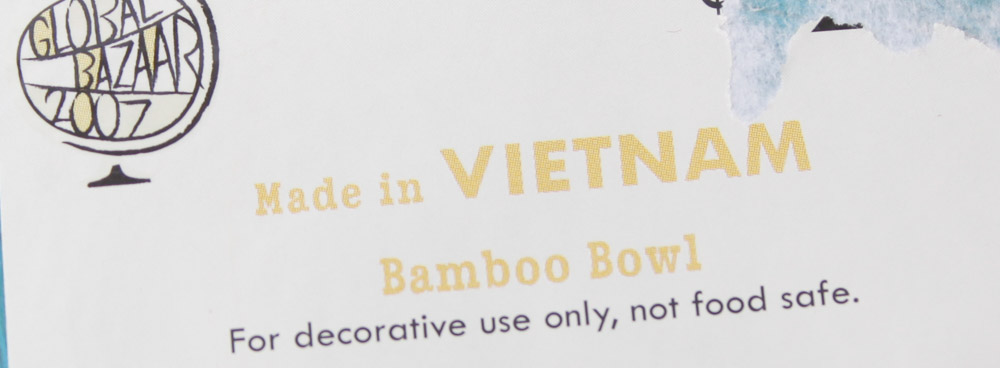 GLOBAL
BAZAAR
2007
Made in VIETNAM
Bamboo Bowl
For decorative use only, not food safe.